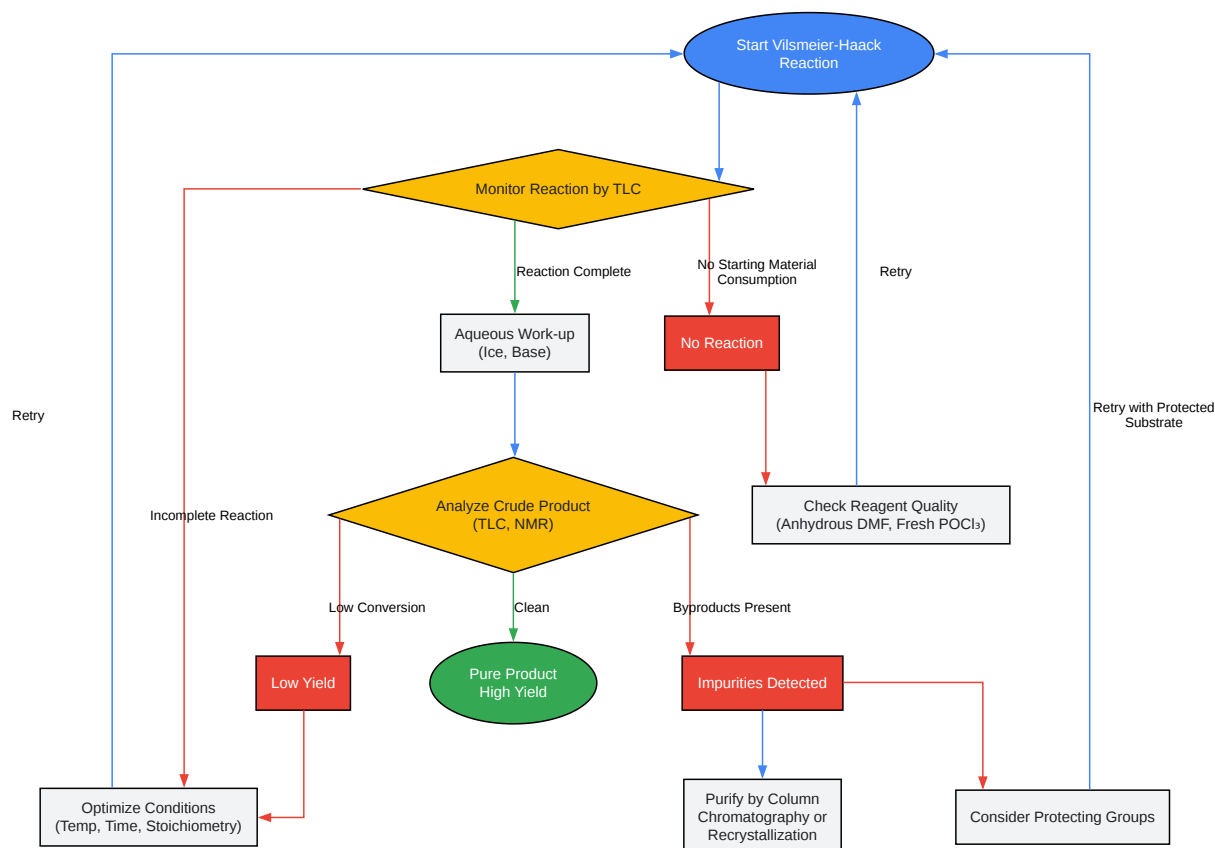 Start Vilsmeier-Haack
Reaction
Monitor Reaction by TLC
Reaction Complete
No Starting Material
Consumption
Retry
Aqueous Work-up
(Ice, Base)
No Reaction
Retry
Retry with Protected
Substrate
Analyze Crude Product
(TLC, NMR)
Check Reagent Quality
(Anhydrous DMF, Fresh POCl₃)
Incomplete Reaction
Low Conversion
Clean
Byproducts Present
Low Yield
Pure Product
High Yield
Impurities Detected
Optimize Conditions
(Temp, Time, Stoichiometry)
Purify by Column
Chromatography or
Recrystallization
Consider Protecting Groups